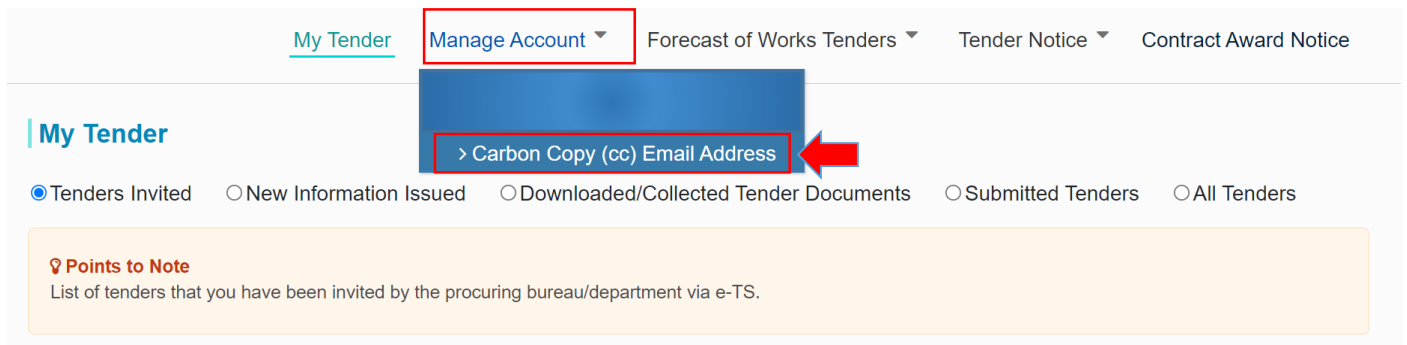 My Tender Manage Account Forecast of Works Tenders Tender Notice Contract Award Notice
> Carbon Copy (cc) Email Address
My Tender
Tenders Invited New Information Issued Downloaded/Collected Tender Documents Submitted Tenders All Tenders
Points to Note
List of tenders that you have been invited by the procuring bureau/department via e-TS.